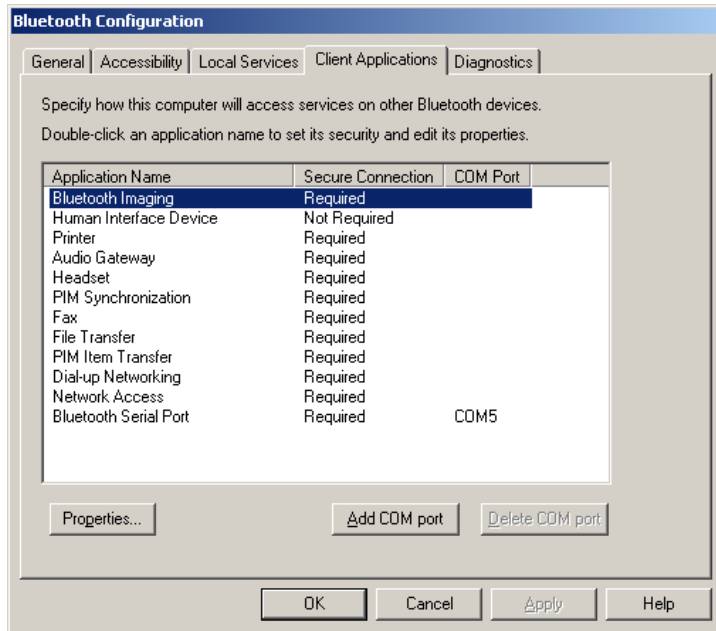 Bluetooth Configuration
General Accessibility Local Services Client Applications Diagnostics
Specify how this computer will access services on other Bluetooth devices.
Double-click an application name to set its security and edit its properties.
Application Name Secure Connection COM Port
Bluetooth Imaging Required
Human Interface Device Not Required
Printer Required
Audio Gateway Required
Headset Required
PIM Synchronization Required
Fax Required
File Transfer Required
PIM Item Transfer Required
Dial-up Networking Required
Network Access Required
Bluetooth Serial Port Required COM5
Properties... Add COM port Delete COM port
OK Cancel Apply Help